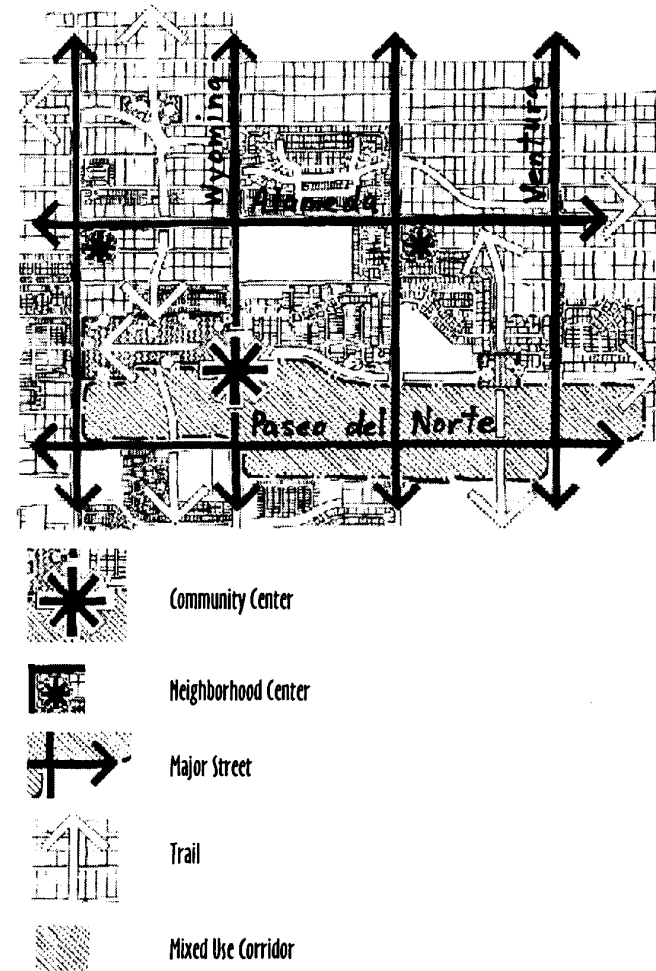 Wyoming
Ventura
Alameda
Paseo del Norte
Community Center
Neighborhood Center
Major Street
Trail
Mixed Use Corridor